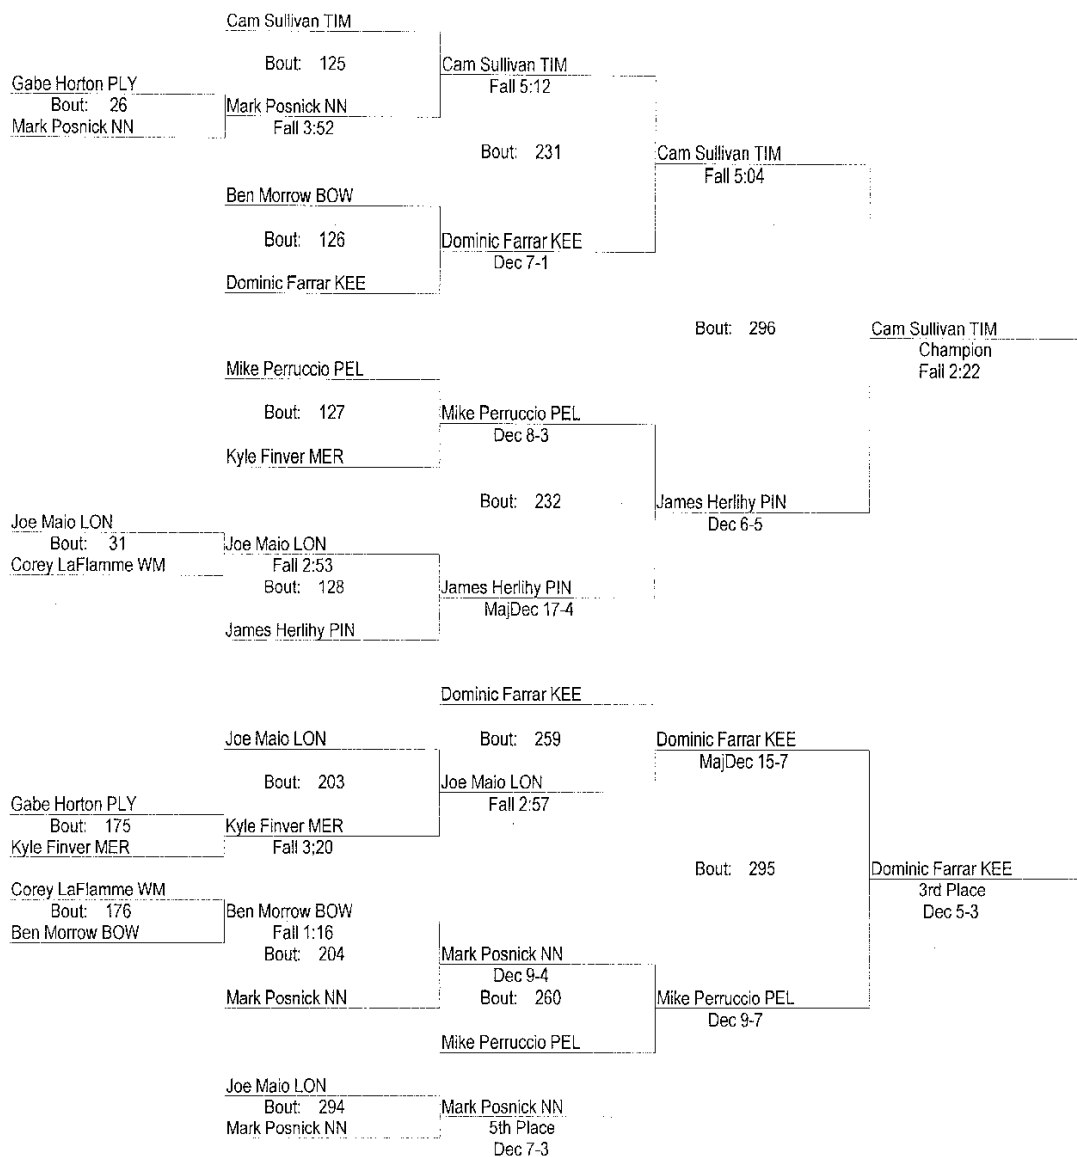 Cam Sullivan TIM
Bout: 125
Cam Sullivan TIM
Fall 5:12
Gabe Horton PLY
Bout: 26
Mark Posnick NN
Mark Posnick NN
Fall 3:52
Bout: 231
Cam Sullivan TIM
Fall 5:04
Ben Morrow BOW
Bout: 126
Dominic Farrar KEE
Dec 7-1
Dominic Farrar KEE
Bout: 296
Cam Sullivan TIM
Champion
Fall 2:22
Mike Perruccio PEL
Bout: 127
Mike Perruccio PEL
Dec 8-3
Kyle Finver MER
Bout: 232
James Herlihy PIN
Dec 6-5
Joe Maio LON
Bout: 31
Corey LaFlamme WM
Joe Maio LON
Fall 2:53
Bout: 128
James Herlihy PIN
MajDec 17-4
James Herlihy PIN
Dominic Farrar KEE
Joe Maio LON
Bout: 259
Dominic Farrar KEE
MajDec 15-7
Bout: 203
Joe Maio LON
Fall 2:57
Gabe Horton PLY
Bout: 175
Kyle Finver MER
Kyle Finver MER
Fall 3;20
Bout: 295
Dominic Farrar KEE
3rd Place
Dec 5-3
Corey LaFlamme WM
Bout: 176
Ben Morrow BOW
Ben Morrow BOW
Fall 1:16
Bout: 204
Mark Posnick NN
Dec 9-4
Mark Posnick NN
Bout: 260
Mike Perruccio PEL
Dec 9-7
Mike Perruccio PEL
Joe Maio LON
Bout: 294
Mark Posnick NN
Mark Posnick NN
5th Place
Dec 7-3